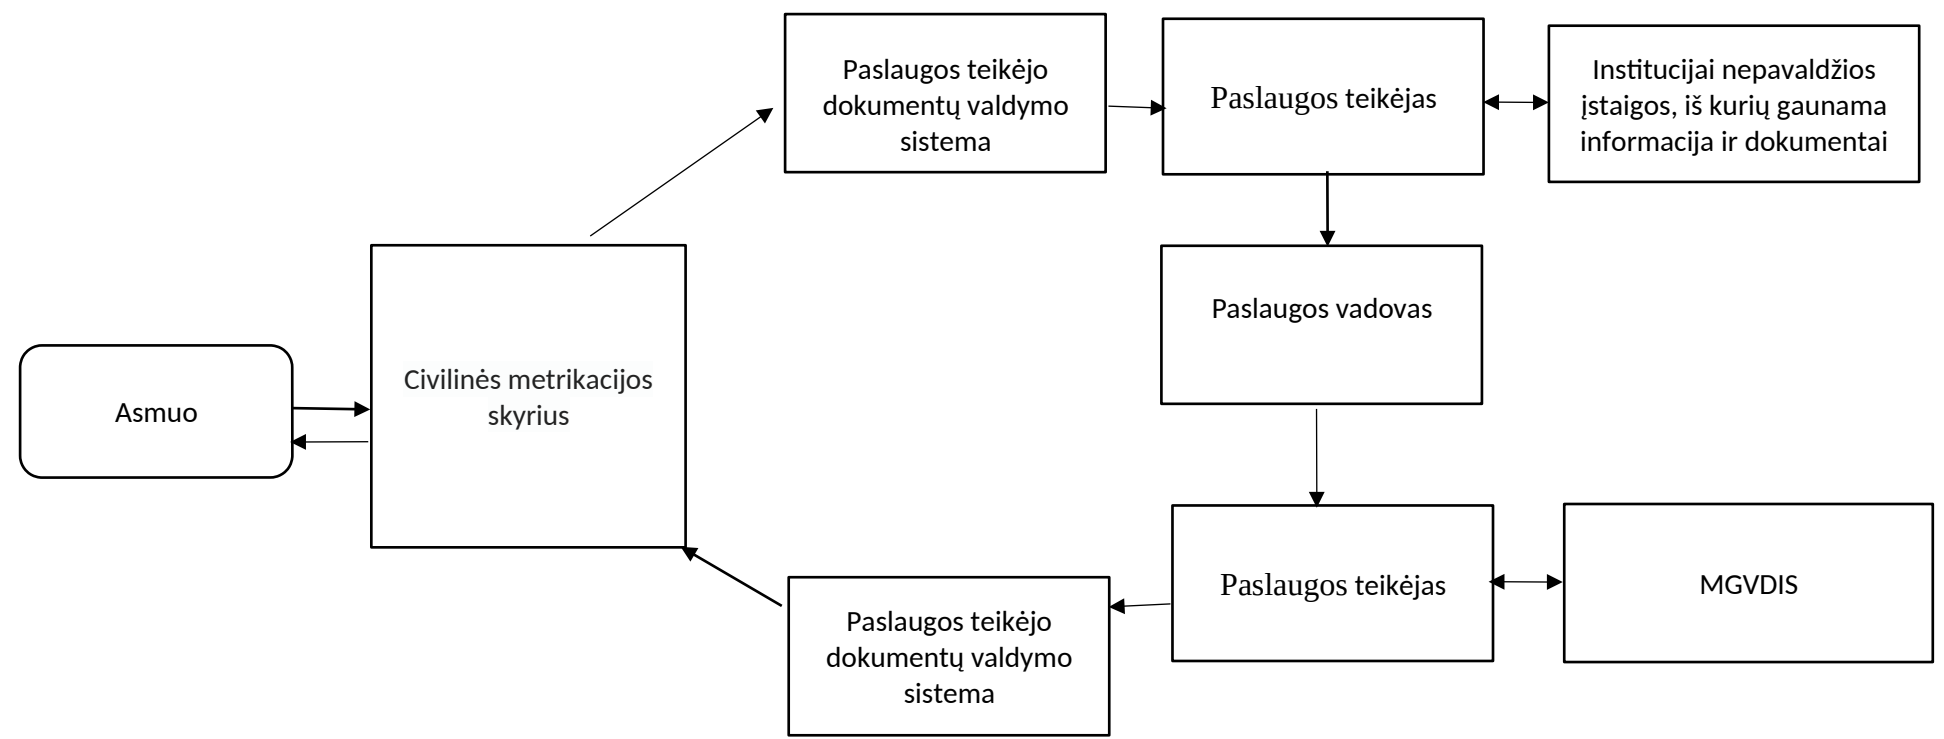 Paslaugos teikėjo
dokumentų valdymo
sistema
Paslaugos teikėjas
Institucijai nepavaldžios
įstaigos, iš kurių gaunama
informacija ir dokumentai
Paslaugos vadovas
Civilinės metrikacijos
skyrius
Asmuo
Paslaugos teikėjas
MGVDIS
Paslaugos teikėjo
dokumentų valdymo
sistema